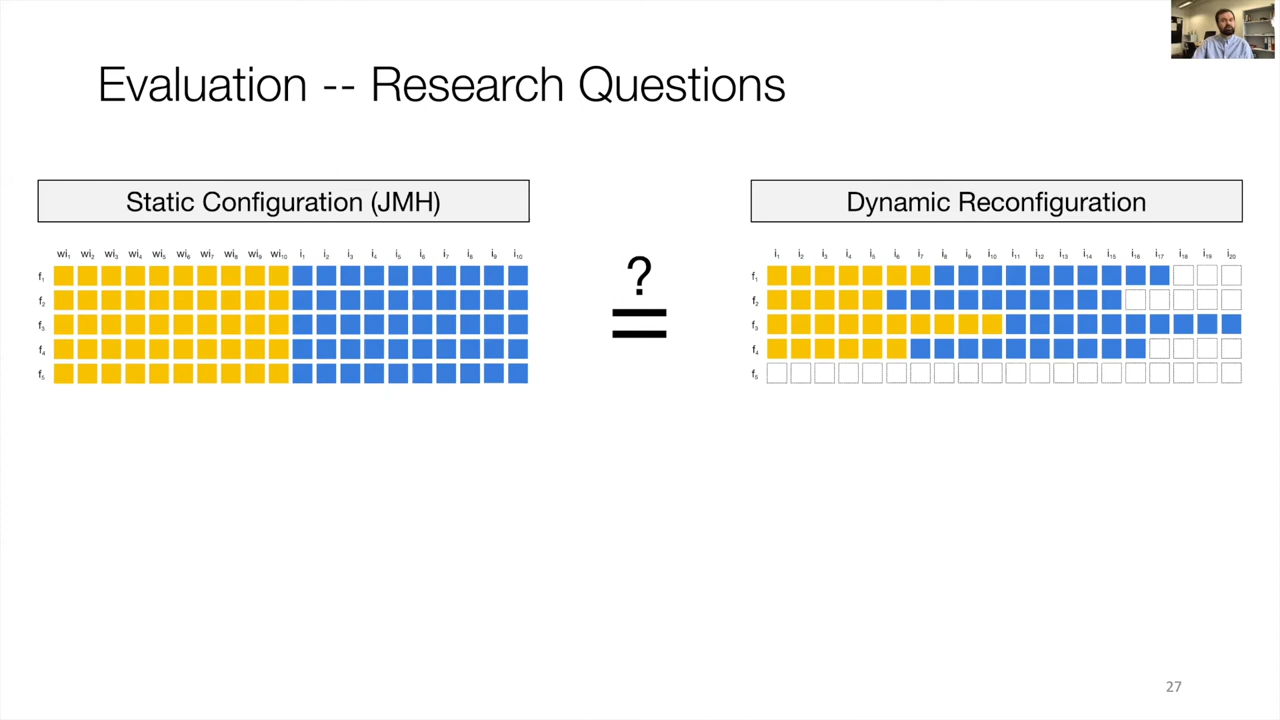 Evaluation -- Research Questions
Static Configuration (JMH)
Dynamic Reconfiguration
wi₁ wi₂ wi₃ wi₄ wi₅ wi₆ wi₇ wi₈ wi₉ wi₁₀ i₁ i₂ i₃ i₄ i₅ i₆ i₇ i₈ i₉ i₁₀
f₁
f₂
f₃
f₄
f₅
?
=
i₁ i₂ i₃ i₄ i₅ i₆ i₇ i₈ i₉ i₁₀ i₁₁ i₁₂ i₁₃ i₁₄ i₁₅ i₁₆ i₁₇ i₁₈ i₁₉ i₂₀
f₁
f₂
f₃
f₄
f₅
27